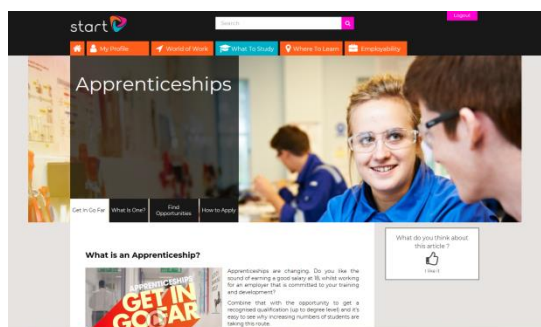 start
Search
Logout
My Profile
World of Work
What To Study
Where To Learn
Employability
Apprenticeships
Get in Go Far
What Is One?
Find
Opportunities
How to Apply
What is an Apprenticeship?
APPRENTICESHIPS
GET IN
GO FAR
Apprenticeships are changing. Do you like the
sound of earning a good salary at 18, whilst working
for an employer that is committed to your training
and development?
Combine that with the opportunity to get a
recognised qualification (up to degree level) and it's
easy to see why increasing numbers of students are
taking this route.
What do you think about
this article ?